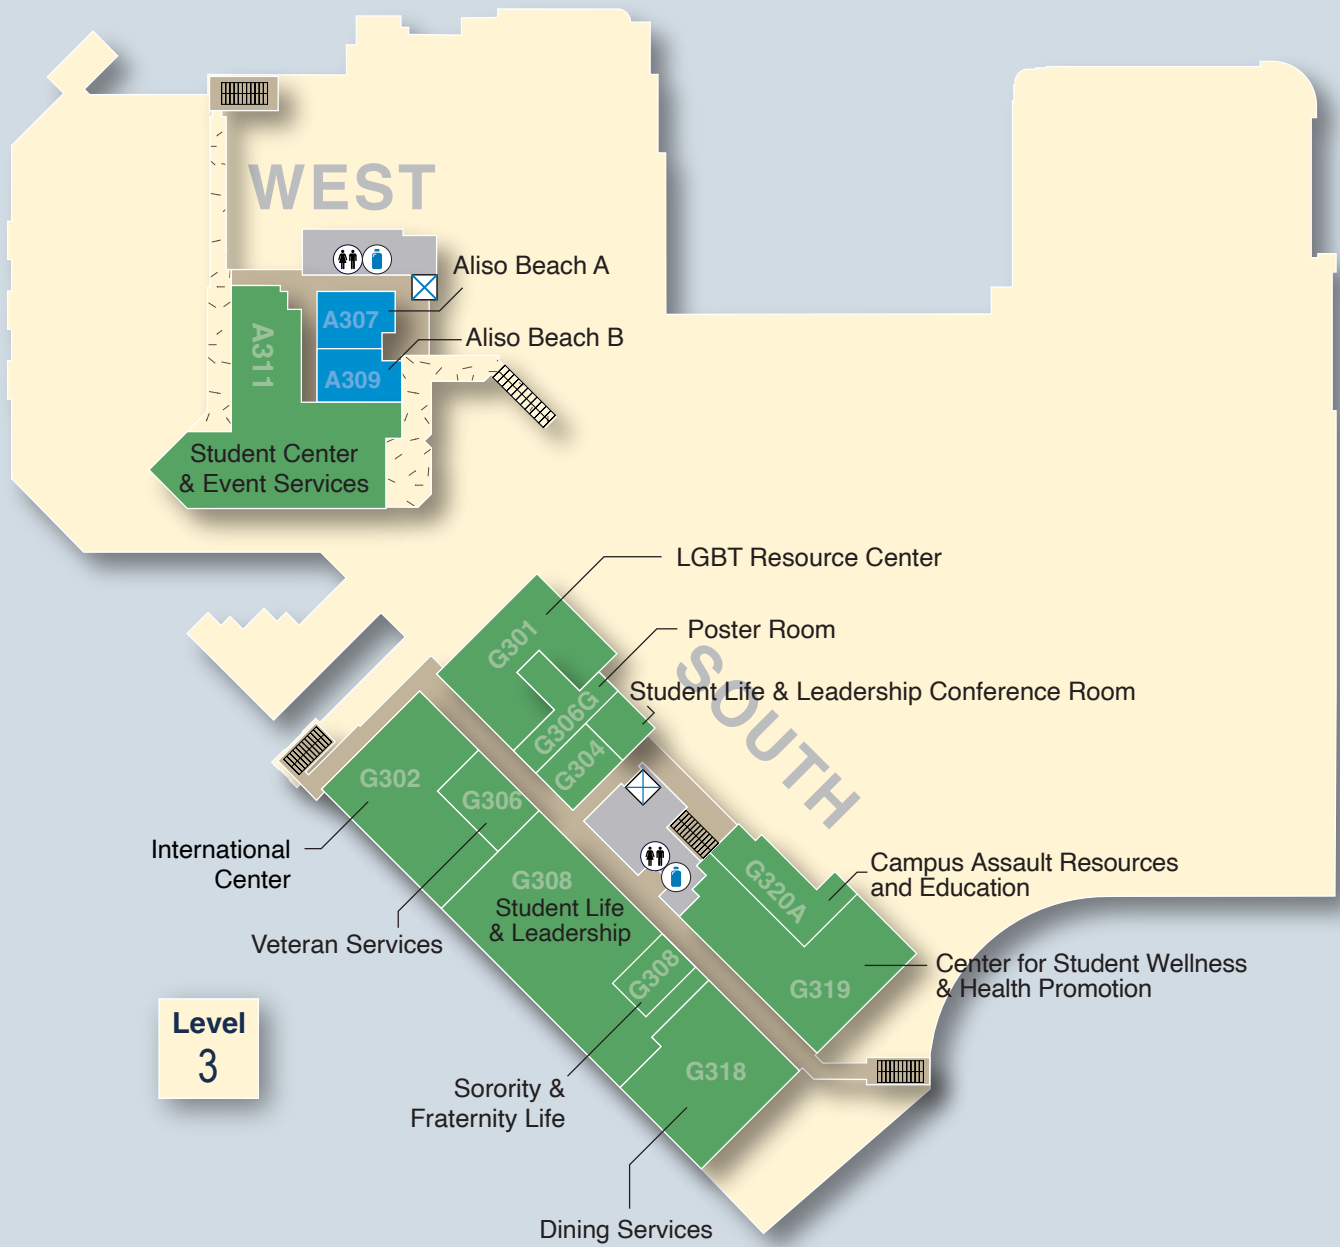 WEST
Aliso Beach A
A307
Aliso Beach B
A309
A311
Student Center
& Event Services
LGBT Resource Center
G301
Poster Room
SOUTH
Student Life & Leadership Conference Room
G306G
G304
G302
G306
International
Center
G308
Student Life
& Leadership
Campus Assault Resources
and Education
G320A
Veteran Services
G308
Center for Student Wellness
& Health Promotion
G319
Level
3
G318
Sorority &
Fraternity Life
Dining Services